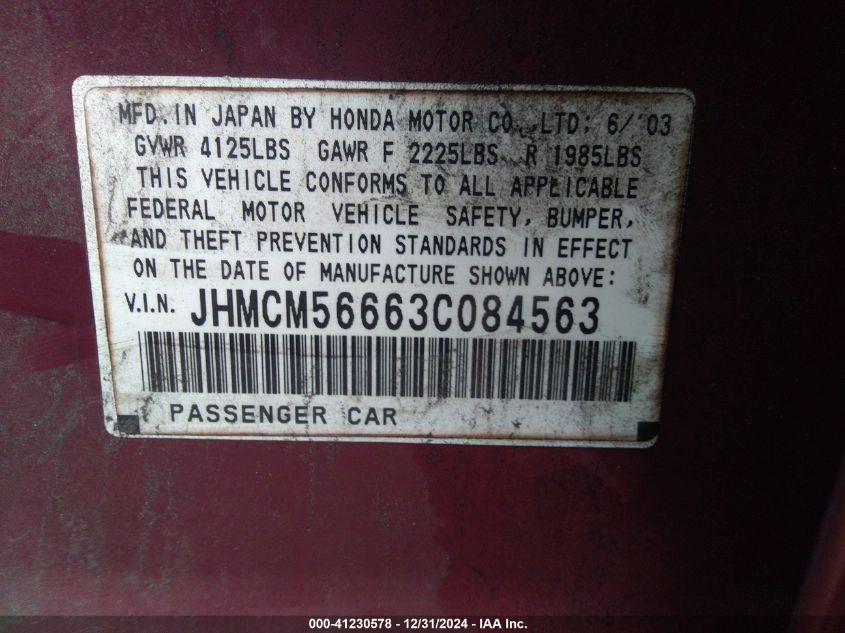 MFD. IN JAPAN BY HONDA MOTOR CO., LTD; 6/'03
GVWR 4125LBS GAWR F 2225LBS R 1985LBS
THIS VEHICLE CONFORMS TO ALL APPLICABLE
FEDERAL MOTOR VEHICLE SAFETY, BUMPER,
AND THEFT PREVENTION STANDARDS IN EFFECT
ON THE DATE OF MANUFACTURE SHOWN ABOVE:
V.I.N. JHMCM56663C084563
PASSENGER CAR
000-41230578 - 12/31/2024 - IAA Inc.